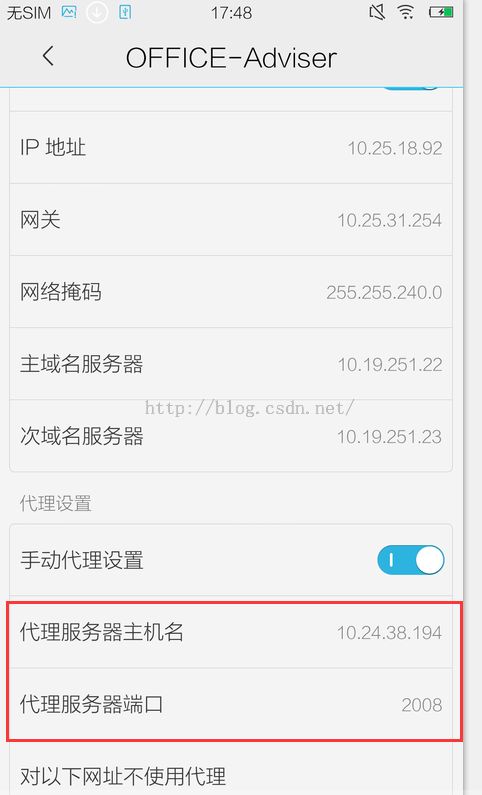 无SIM 17:48
OFFICE-Adviser
IP 地址 10.25.18.92
网关 10.25.31.254
网络掩码 255.255.240.0
主域名服务器 10.19.251.22
http://blog.csdn.net/
次域名服务器 10.19.251.23
代理设置
手动代理设置
代理服务器主机名 10.24.38.194
代理服务器端口 2008
对以下网址不使用代理